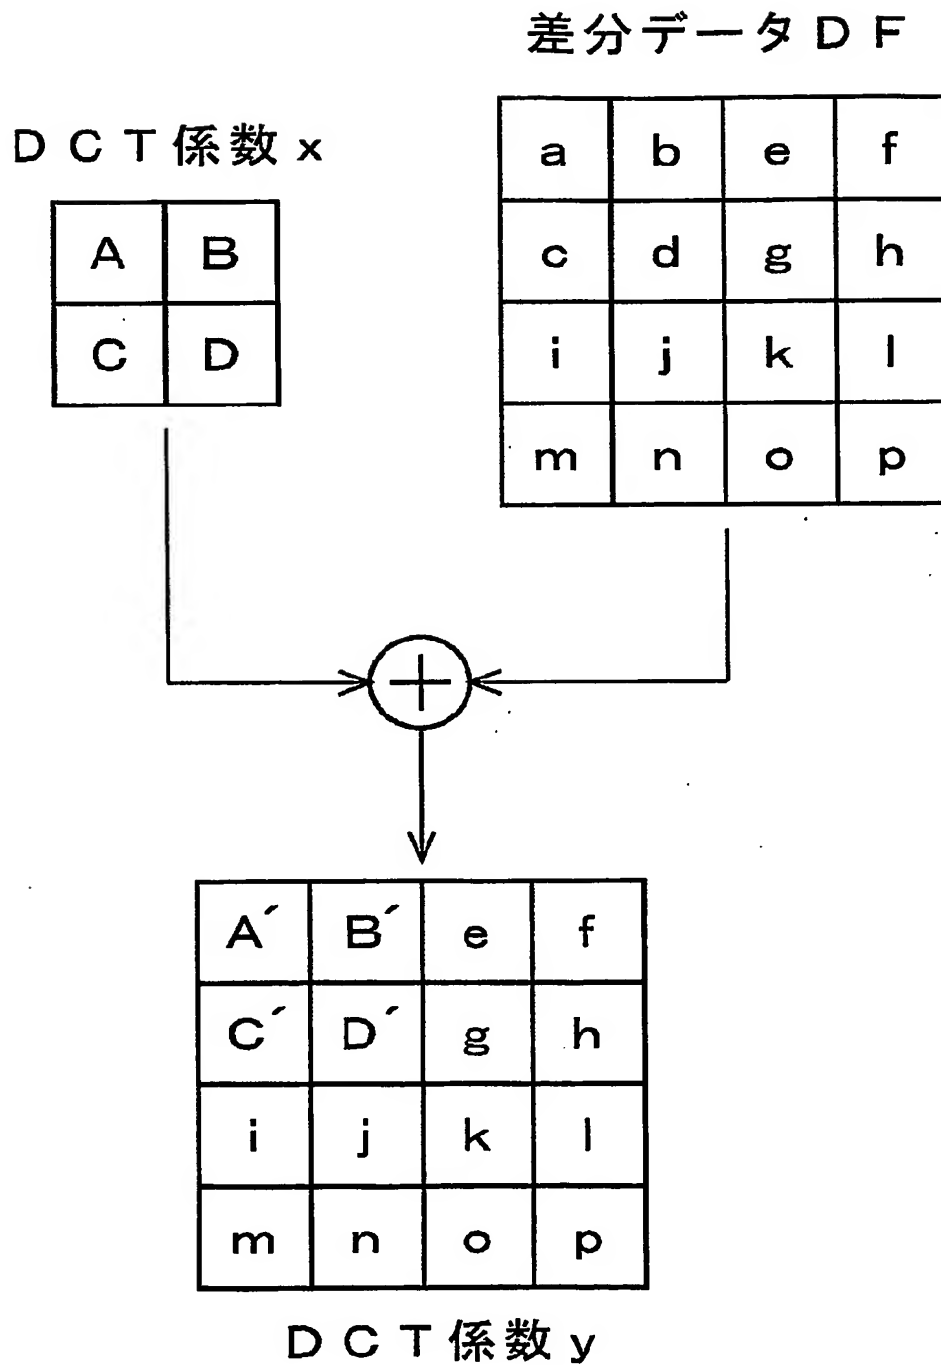 差分データDF
a b e f
c d g h
i j k l
m n o p
DCT係数x
A B
C D
+
A´ B´ e f
C´ D´ g h
i j k l
m n o p
DCT係数y